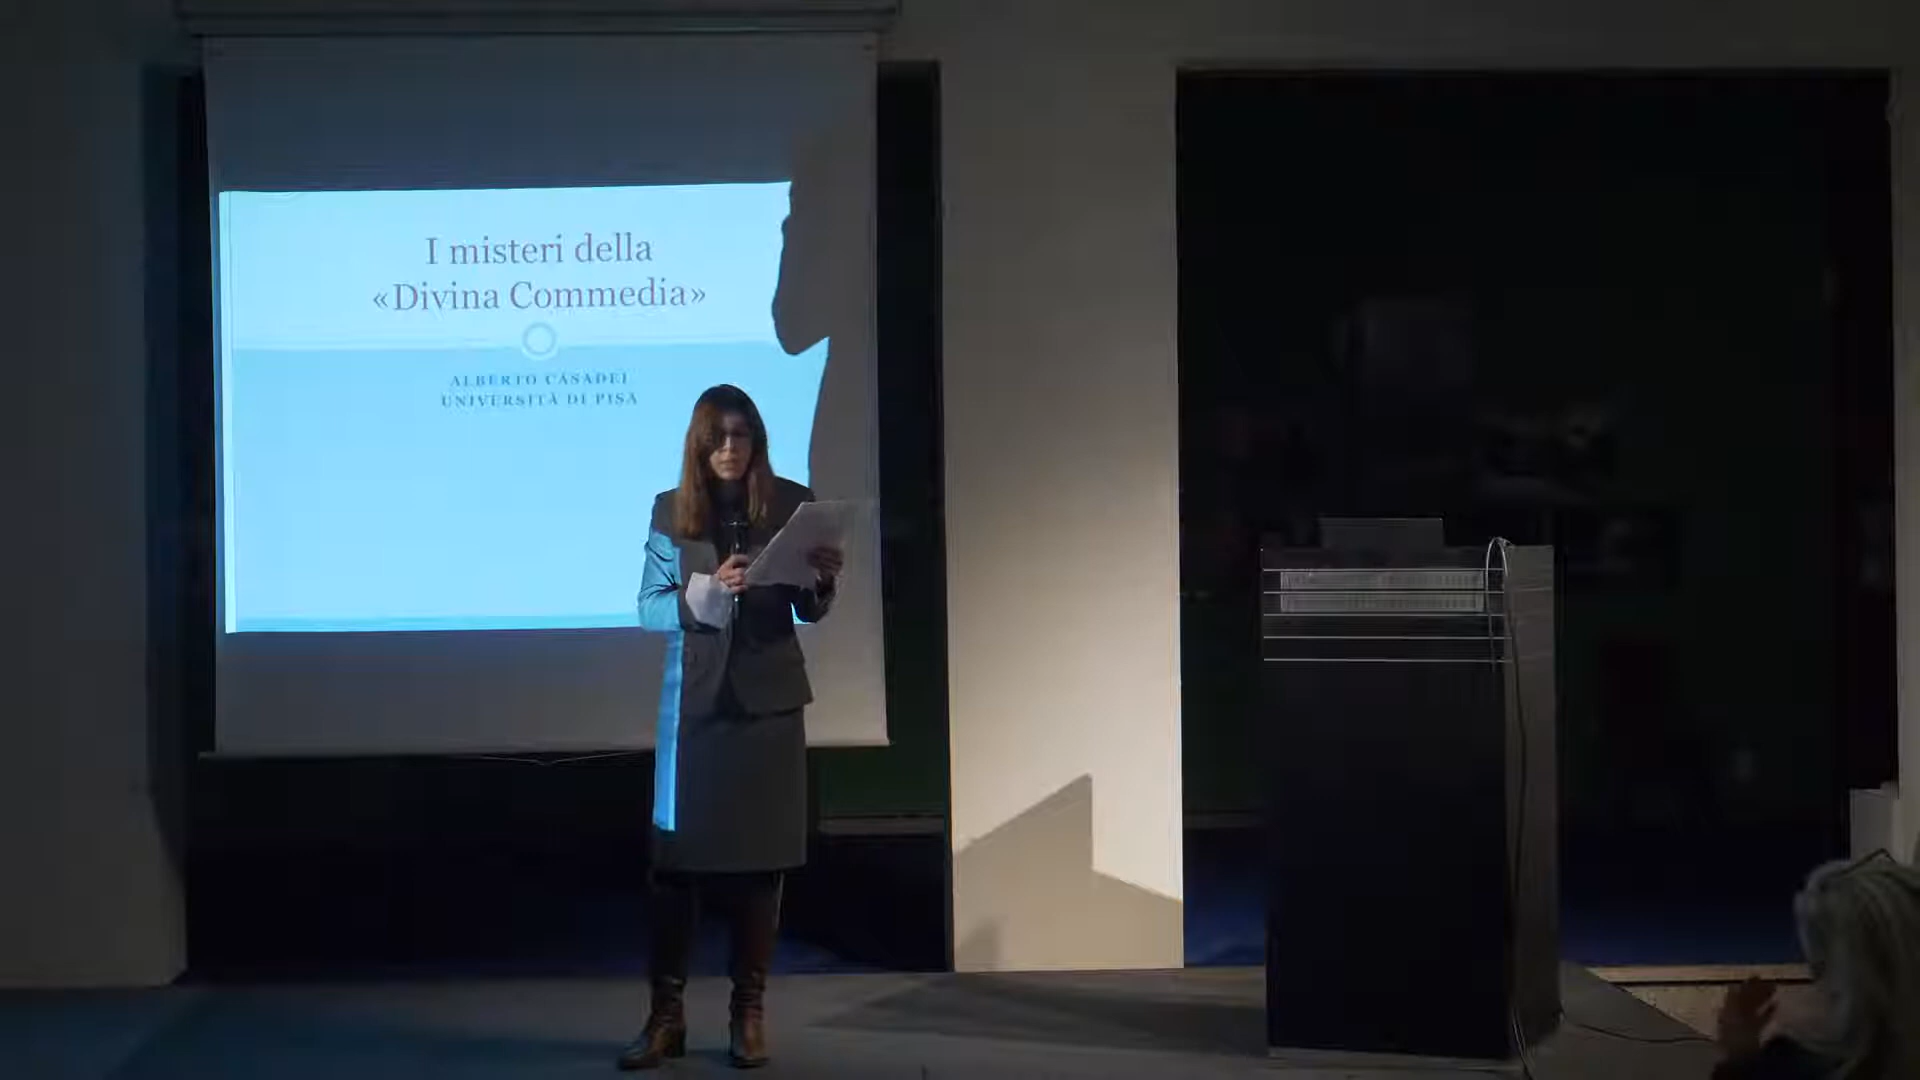 I misteri della
«Divina Commedia»
ALBERTO CASADEI
UNIVERSITÀ DI PISA